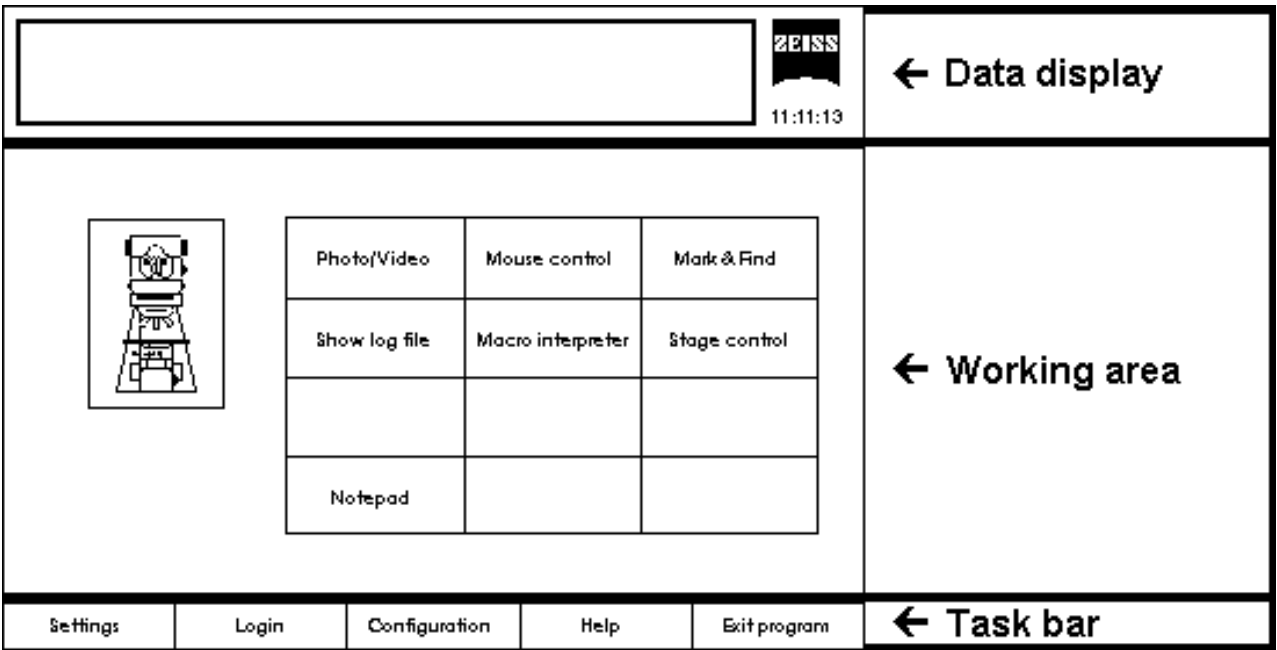 ZEISS
← Data display
11:11:13
Photo/Video Mouse control Mark & Find
Show log file Macro interpreter Stage control
← Working area
Notepad
Settings Login Configuration Help Exit program
← Task bar